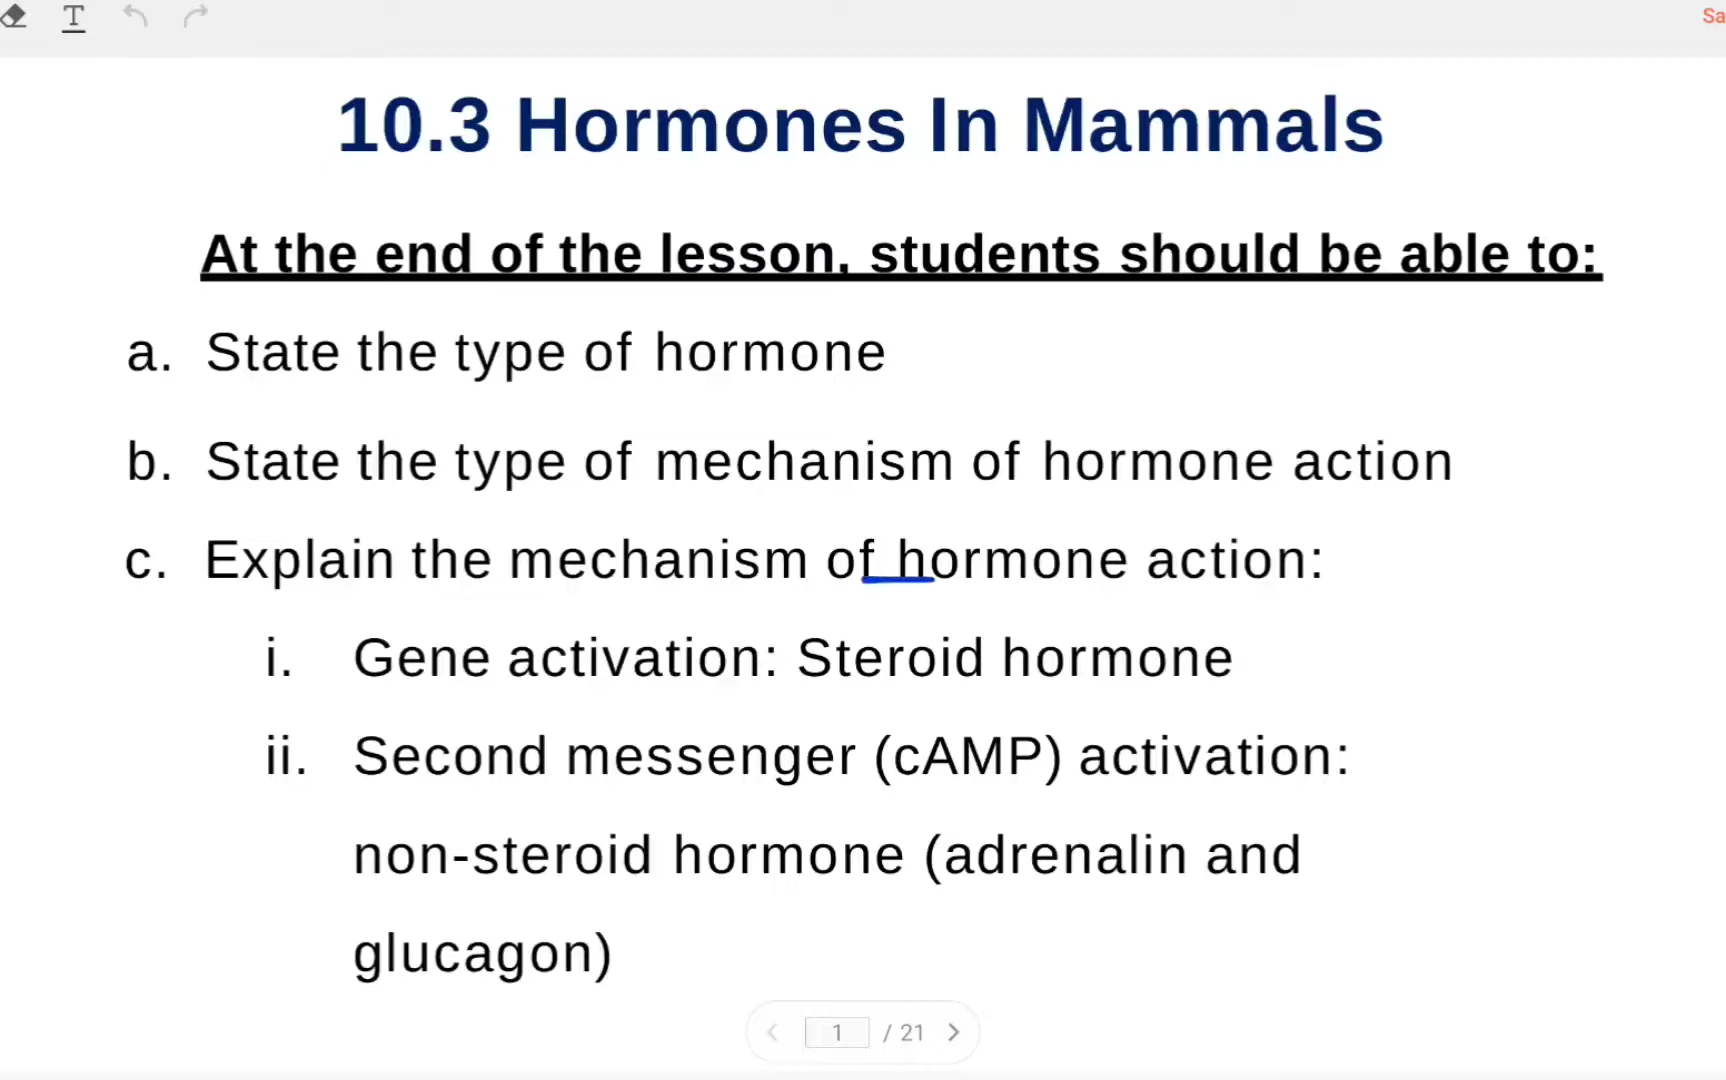 T
Sa
10.3 Hormones In Mammals
At the end of the lesson, students should be able to:
a. State the type of hormone
b. State the type of mechanism of hormone action
c. Explain the mechanism of hormone action:
i. Gene activation: Steroid hormone
ii. Second messenger (cAMP) activation:
non-steroid hormone (adrenalin and
glucagon)
1 / 21